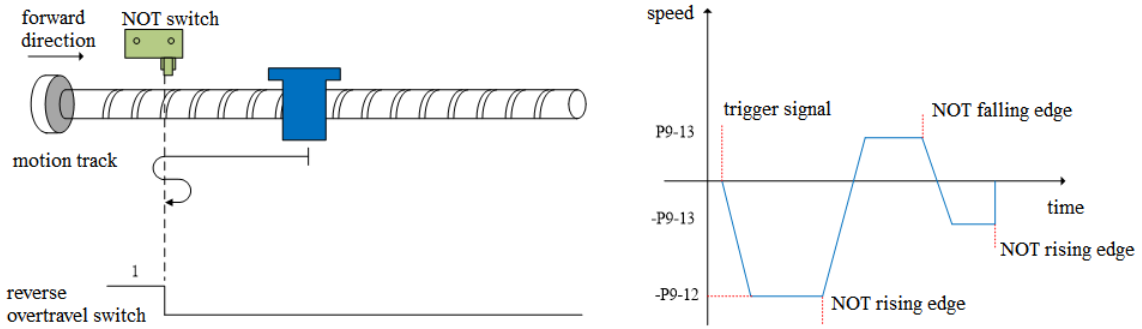 forward
direction
NOT switch
motion track
1
reverse
overtravel switch
speed
trigger signal
NOT falling edge
P9-13
time
-P9-13
NOT rising edge
-P9-12
NOT rising edge